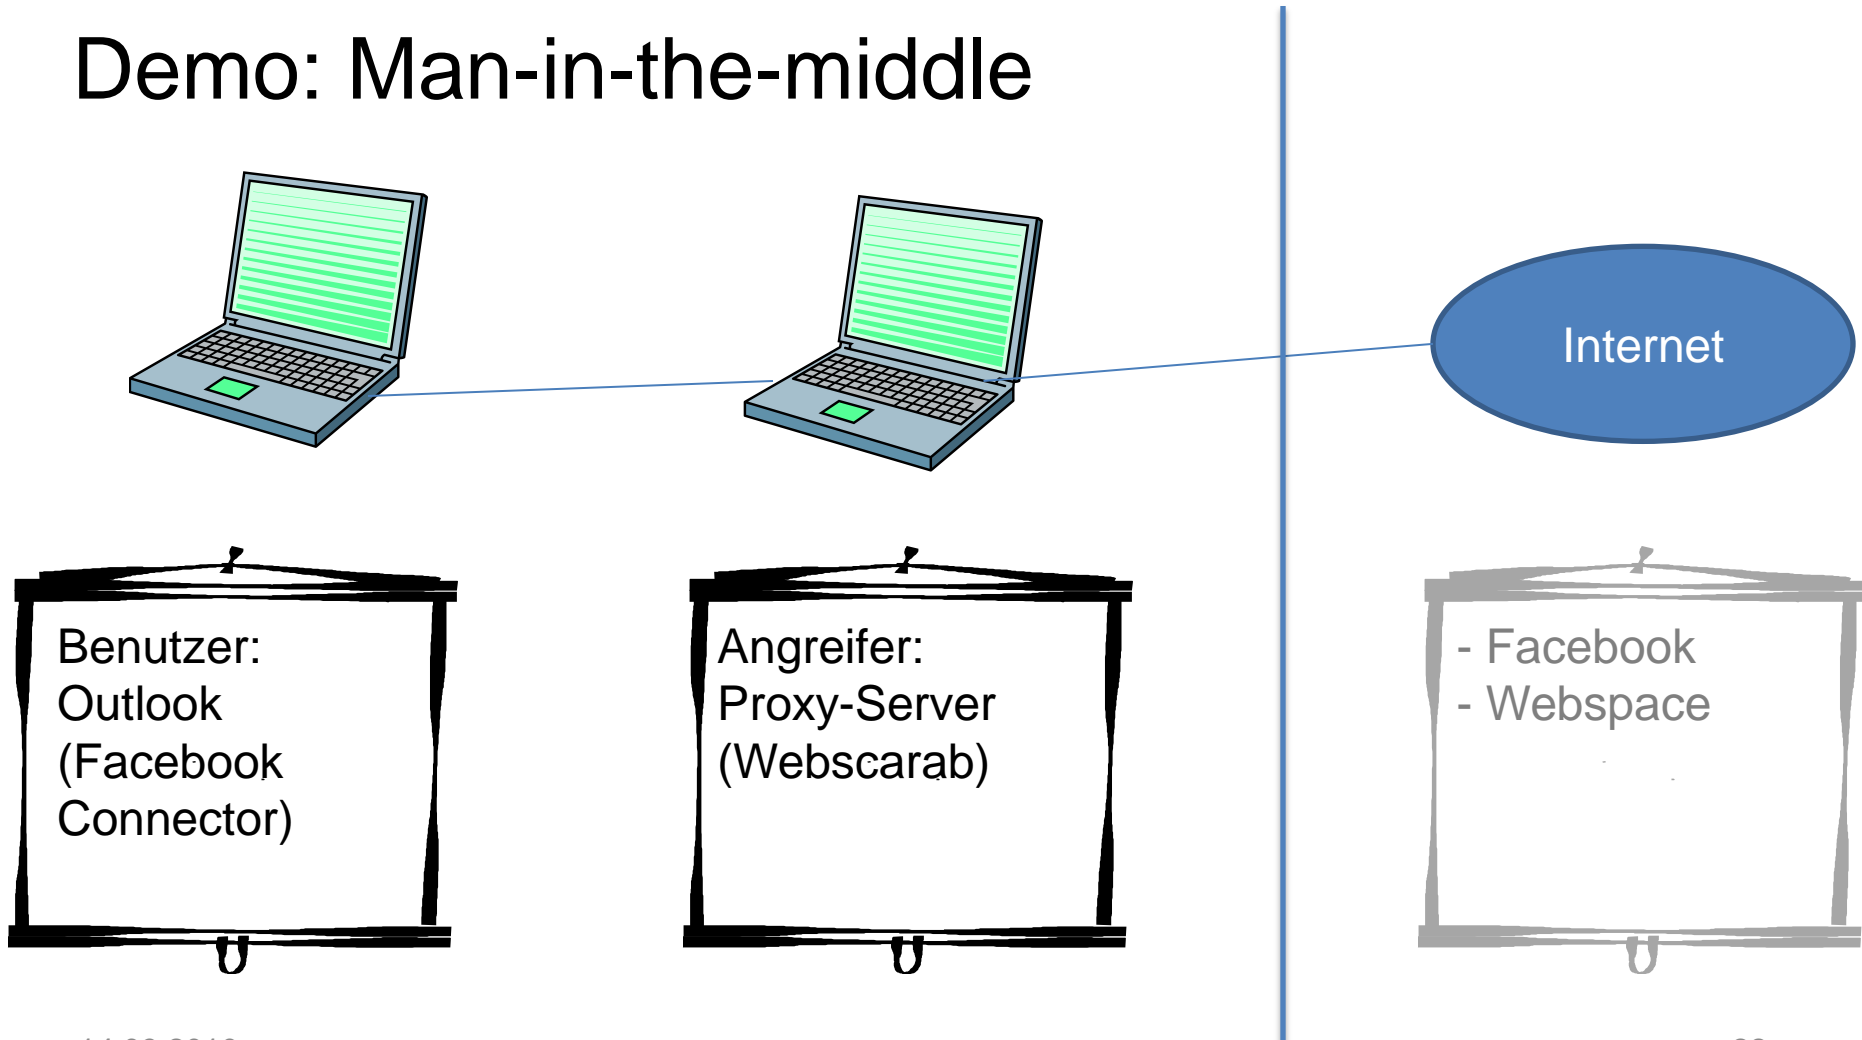 Demo: Man-in-the-middle
Internet
Benutzer:
Outlook
(Facebook
Connector)
Angreifer:
Proxy-Server
(Webscarab)
- Facebook
- Webspace